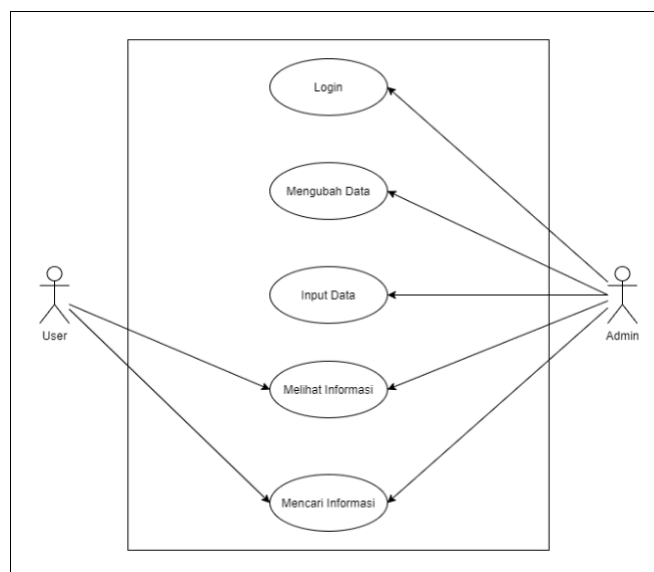 Login
Mengubah Data
Input Data
User
Admin
Melihat Informasi
Mencari Informasi